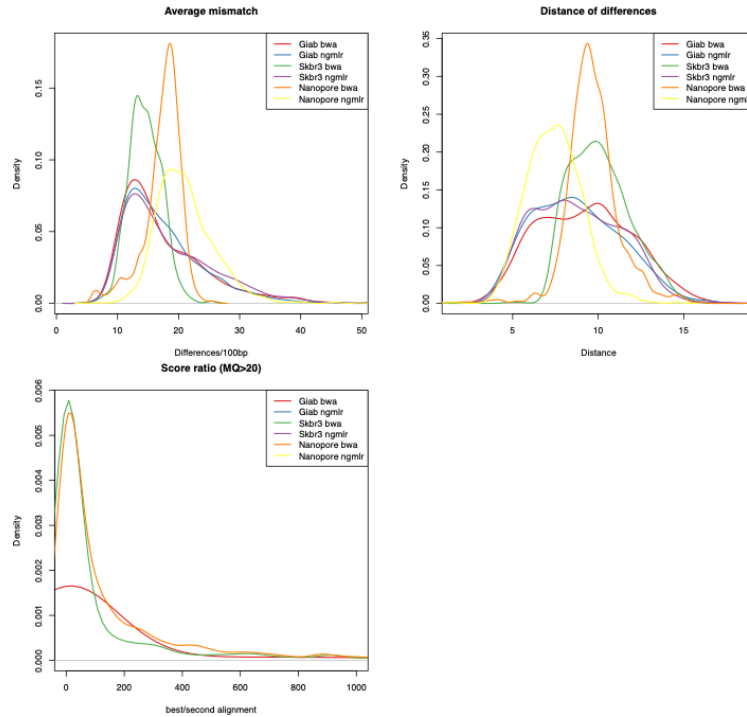 Average mismatch
Giab bwa
Giab ngmlr
Skbr3 bwa
Skbr3 ngmlr
Nanopore bwa
Nanopore ngmlr
Density
0.00
0.05
0.10
0.15
0
10
20
30
40
50
Differences/100bp
Distance of differences
Giab bwa
Giab ngmlr
Skbr3 bwa
Skbr3 ngmlr
Nanopore bwa
Nanopore ngmlr
Density
0.00
0.05
0.10
0.15
0.20
0.25
0.30
0.35
5
10
15
Distance
Score ratio (MQ>20)
Giab bwa
Giab ngmlr
Skbr3 bwa
Skbr3 ngmlr
Nanopore bwa
Nanopore ngmlr
Density
0.000
0.001
0.002
0.003
0.004
0.005
0.006
0
200
400
600
800
1000
best/second alignment